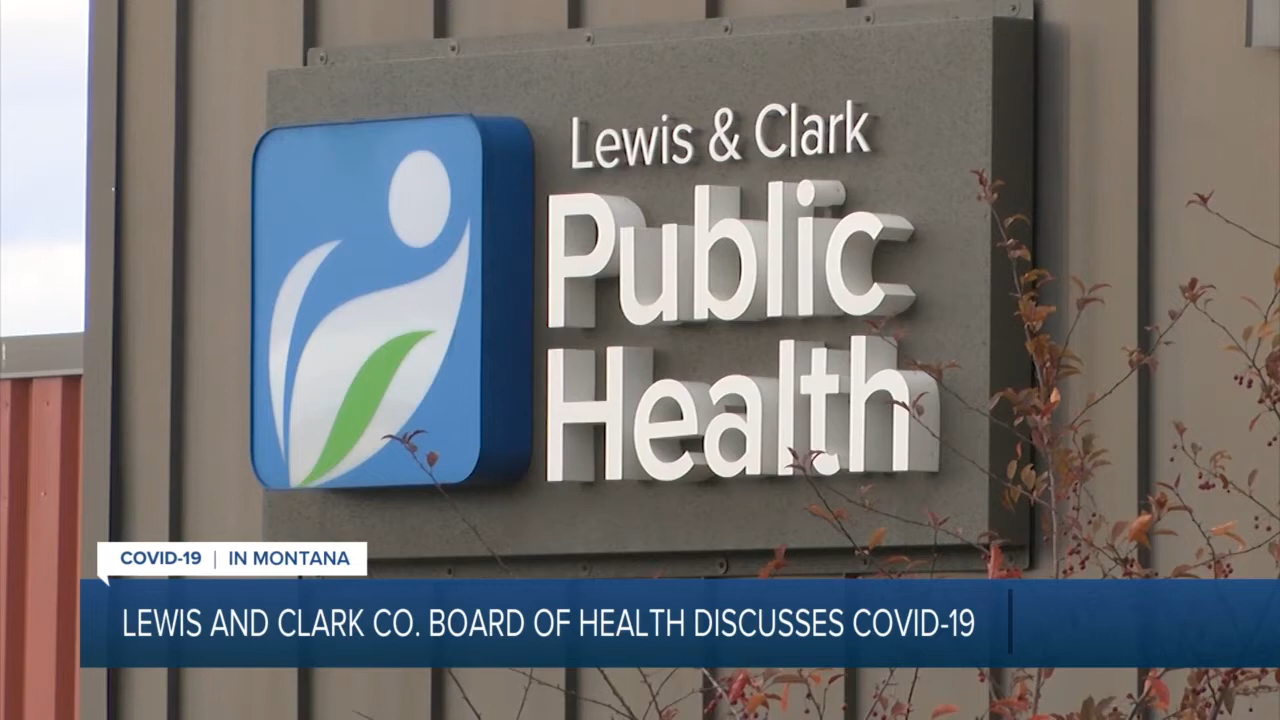 Lewis & Clark
Public
Health
COVID-19 | IN MONTANA
LEWIS AND CLARK CO. BOARD OF HEALTH DISCUSSES COVID-19